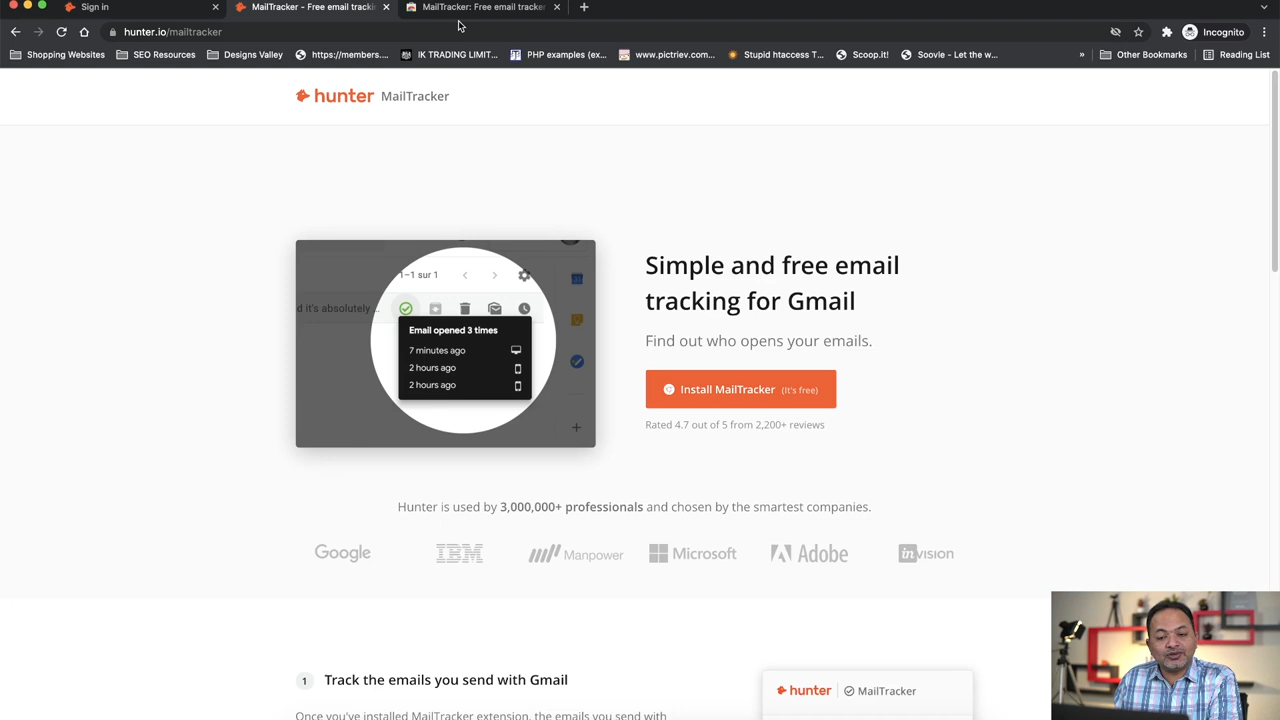 Sign in
MailTracker - Free email tracki
MailTracker: Free email tracker
hunter.io/mailtracker
Incognito
Shopping Websites
SEO Resources
Designs Valley
https://members....
IK TRADING LIMIT...
PHP examples (ex...
www.pictriev.com...
Stupid htaccess T...
Scoop.it!
Soovle - Let the w...
»
Other Bookmarks
Reading List
hunter MailTracker
1–1 sur 1
d it's absolutely ...
Email opened 3 times
7 minutes ago
2 hours ago
2 hours ago
Simple and free email
tracking for Gmail
Find out who opens your emails.
Install MailTracker (It's free)
Rated 4.7 out of 5 from 2,200+ reviews
Hunter is used by 3,000,000+ professionals and chosen by the smartest companies.
Google
IBM
Manpower
Microsoft
Adobe
invision
1 Track the emails you send with Gmail
Once you've installed MailTracker extension, the emails you send with
hunter MailTracker